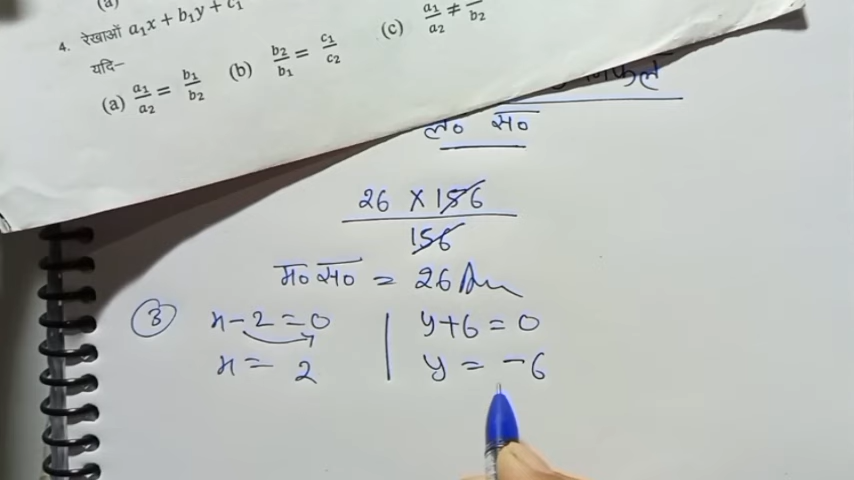 (a)
4. रेखाओं a₁x + b₁y + c₁
यदि–
(a) a₁/a₂ = b₁/b₂ (b) b₂/b₁ = c₁/c₂ (c) a₁/a₂ ≠ /b₂
ल० स०
26 × 156
156
म० स० = 26 Ans
3 x - 2 = 0 | y + 6 = 0
x = 2 | y = -6